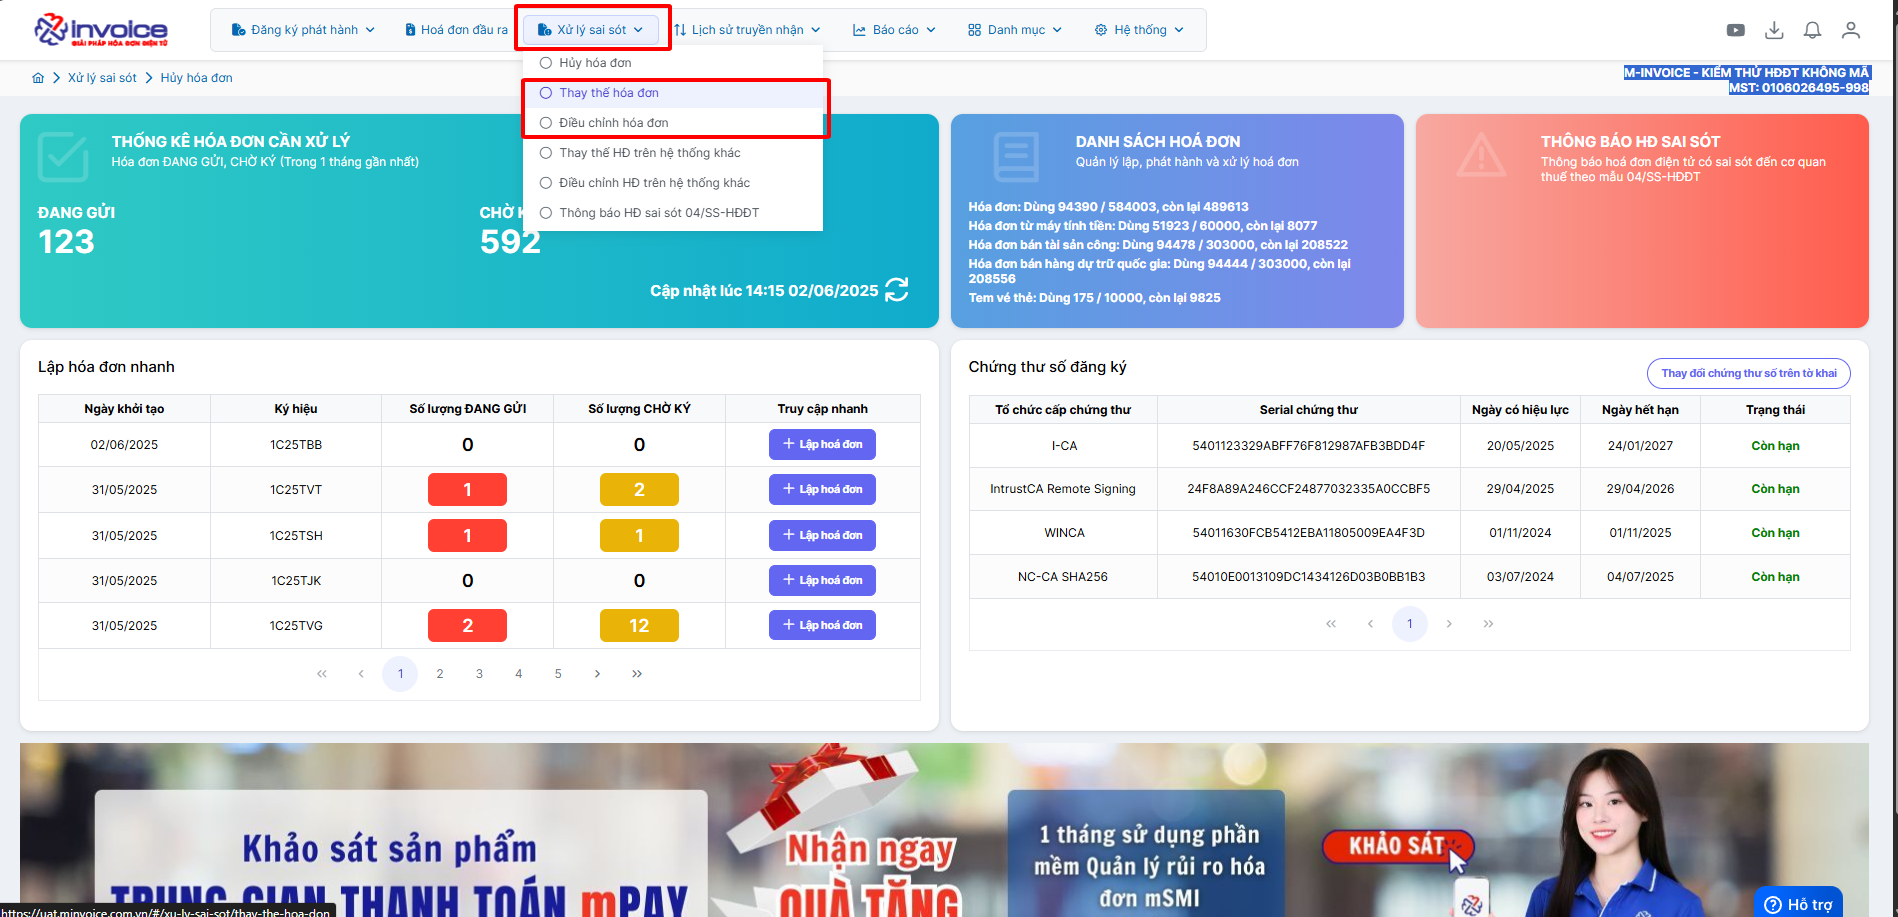 invoice
GIẢI PHÁP HÓA ĐƠN ĐIỆN TỬ
Đăng ký phát hành
Hoá đơn đầu ra
Xử lý sai sót
Lịch sử truyền nhận
Báo cáo
Danh mục
Hệ thống
Xử lý sai sót
Hủy hóa đơn
M-INVOICE - KIỂM THỬ HĐĐT KHÔNG MÃ
MST: 0106026495-998
Hủy hóa đơn
Thay thế hóa đơn
Điều chỉnh hóa đơn
Thay thế HĐ trên hệ thống khác
Điều chỉnh HĐ trên hệ thống khác
Thông báo HĐ sai sót 04/SS-HĐĐT
THỐNG KÊ HÓA ĐƠN CẦN XỬ LÝ
Hóa đơn ĐANG GỬI, CHỜ KÝ (Trong 1 tháng gần nhất)
ĐANG GỬI
123
CHỜ K
592
Cập nhật lúc 14:15 02/06/2025
DANH SÁCH HOÁ ĐƠN
Quản lý lập, phát hành và xử lý hoá đơn
Hóa đơn: Dùng 94390 / 584003, còn lại 489613
Hóa đơn từ máy tính tiền: Dùng 51923 / 60000, còn lại 8077
Hóa đơn bán tài sản công: Dùng 94478 / 303000, còn lại 208522
Hóa đơn bán hàng dự trữ quốc gia: Dùng 94444 / 303000, còn lại
208556
Tem vé thẻ: Dùng 175 / 10000, còn lại 9825
THÔNG BÁO HĐ SAI SÓT
Thông báo hoá đơn điện tử có sai sót đến cơ quan
thuế theo mẫu 04/SS-HĐĐT
Lập hóa đơn nhanh
Ngày khởi tạo Ký hiệu Số lượng ĐANG GỬI Số lượng CHỜ KÝ Truy cập nhanh
02/06/2025 1C25TBB 0 0 + Lập hoá đơn
31/05/2025 1C25TVT 1 2 + Lập hoá đơn
31/05/2025 1C25TSH 1 1 + Lập hoá đơn
31/05/2025 1C25TJK 0 0 + Lập hoá đơn
31/05/2025 1C25TVG 2 12 + Lập hoá đơn
« ‹ 1 2 3 4 5 › »
Chứng thư số đăng ký
Thay đổi chứng thư số trên tờ khai
Tổ chức cấp chứng thư Serial chứng thư Ngày có hiệu lực Ngày hết hạn Trạng thái
I-CA 5401123329ABFF76F812987AFB3BDD4F 20/05/2025 24/01/2027 Còn hạn
IntrustCA Remote Signing 24F8A89A246CCF24877032335A0CCBF5 29/04/2025 29/04/2026 Còn hạn
WINCA 54011630FCB5412EBA11805009EA4F3D 01/11/2024 01/11/2025 Còn hạn
NC-CA SHA256 54010E0013109DC1434126D03B0BB1B3 03/07/2024 04/07/2025 Còn hạn
« ‹ 1 › »
Khảo sát sản phẩm
TRUNG GIAN THANH TOÁN mPAY
Nhận ngay
QUÀ TẶNG
1 tháng sử dụng phần
mềm Quản lý rủi ro hóa
đơn mSMI
KHẢO SÁT
Hỗ trợ
https://uat.minvoice.com.vn/#/xu-ly-sai-sot/thay-the-hoa-don